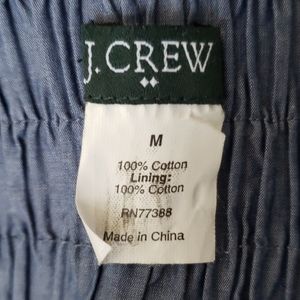 J.CREW
M
100% Cotton
Lining:
100% Cotton
RN77388
Made in China